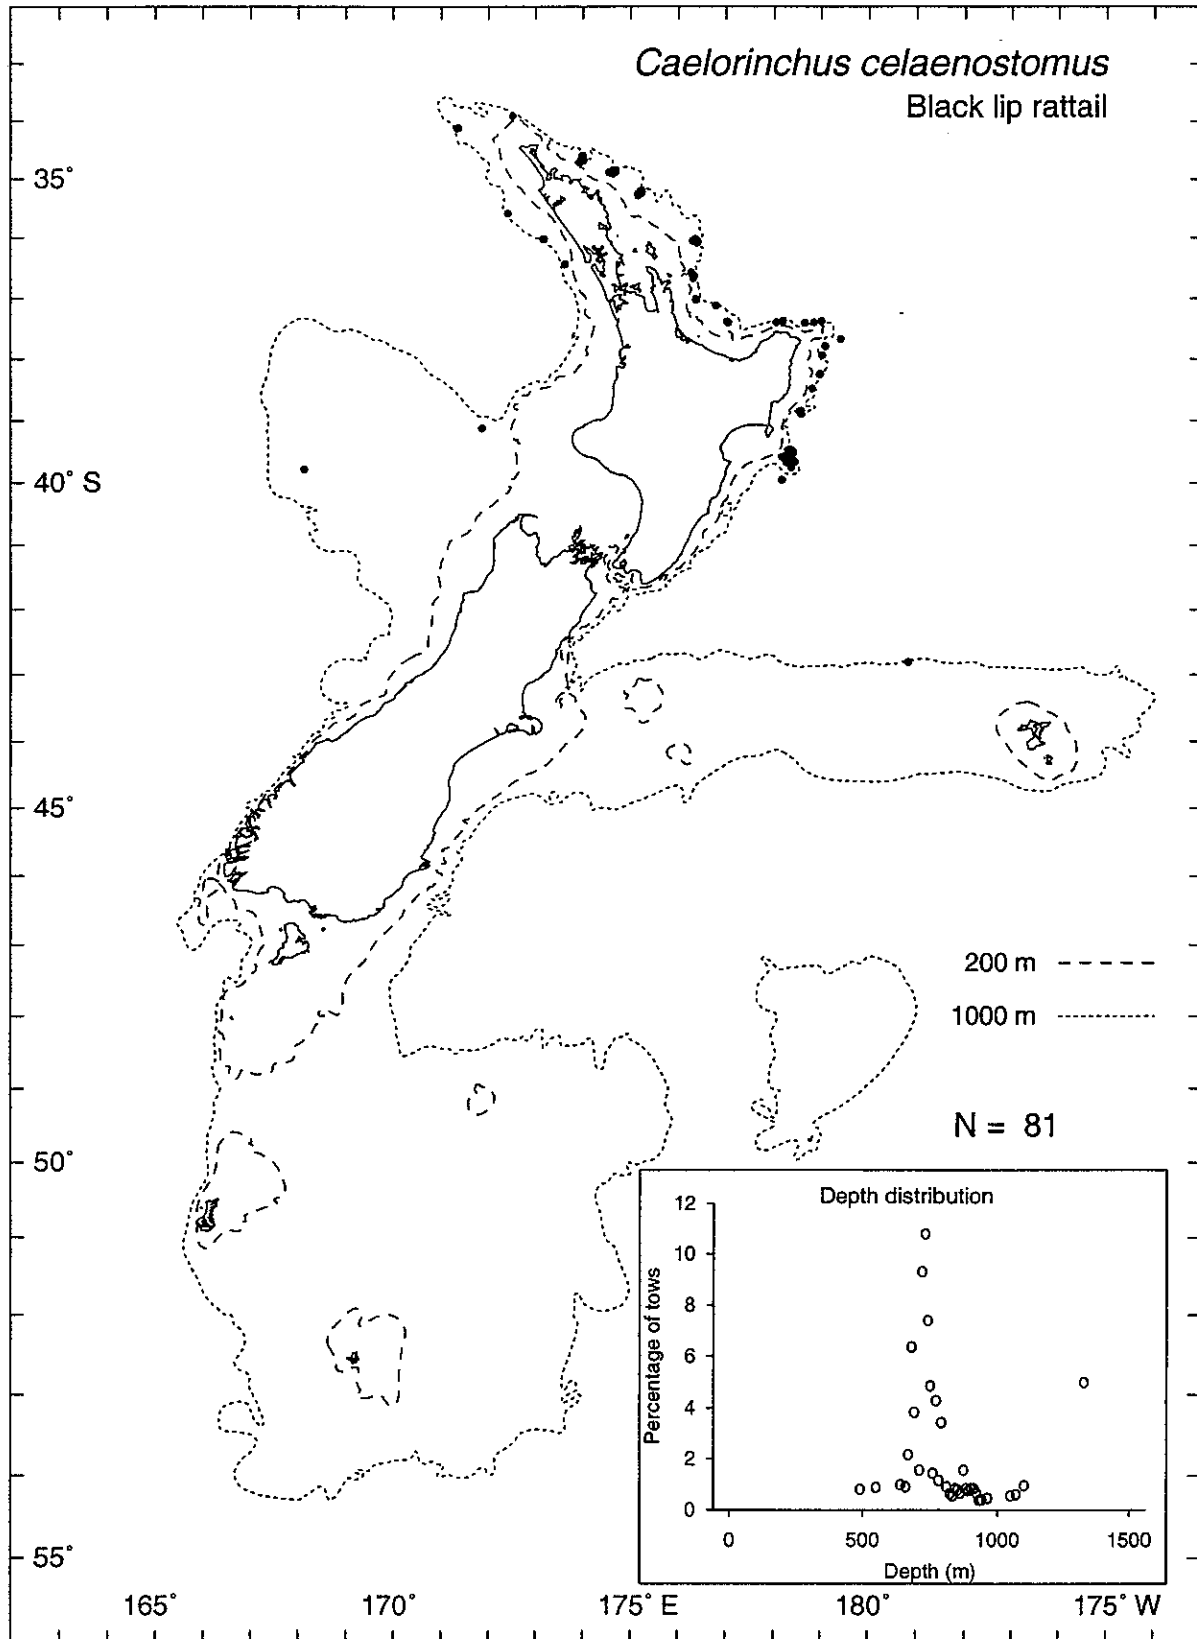 Caelorinchus celaenostomus
Black lip rattail
35°
40° S
45°
200 m
1000 m
N = 81
50°
Depth distribution
12
10
8
6
4
2
0
Percentage of tows
0 500 1000 1500
Depth (m)
55°
165° 170° 175° E 180° 175° W